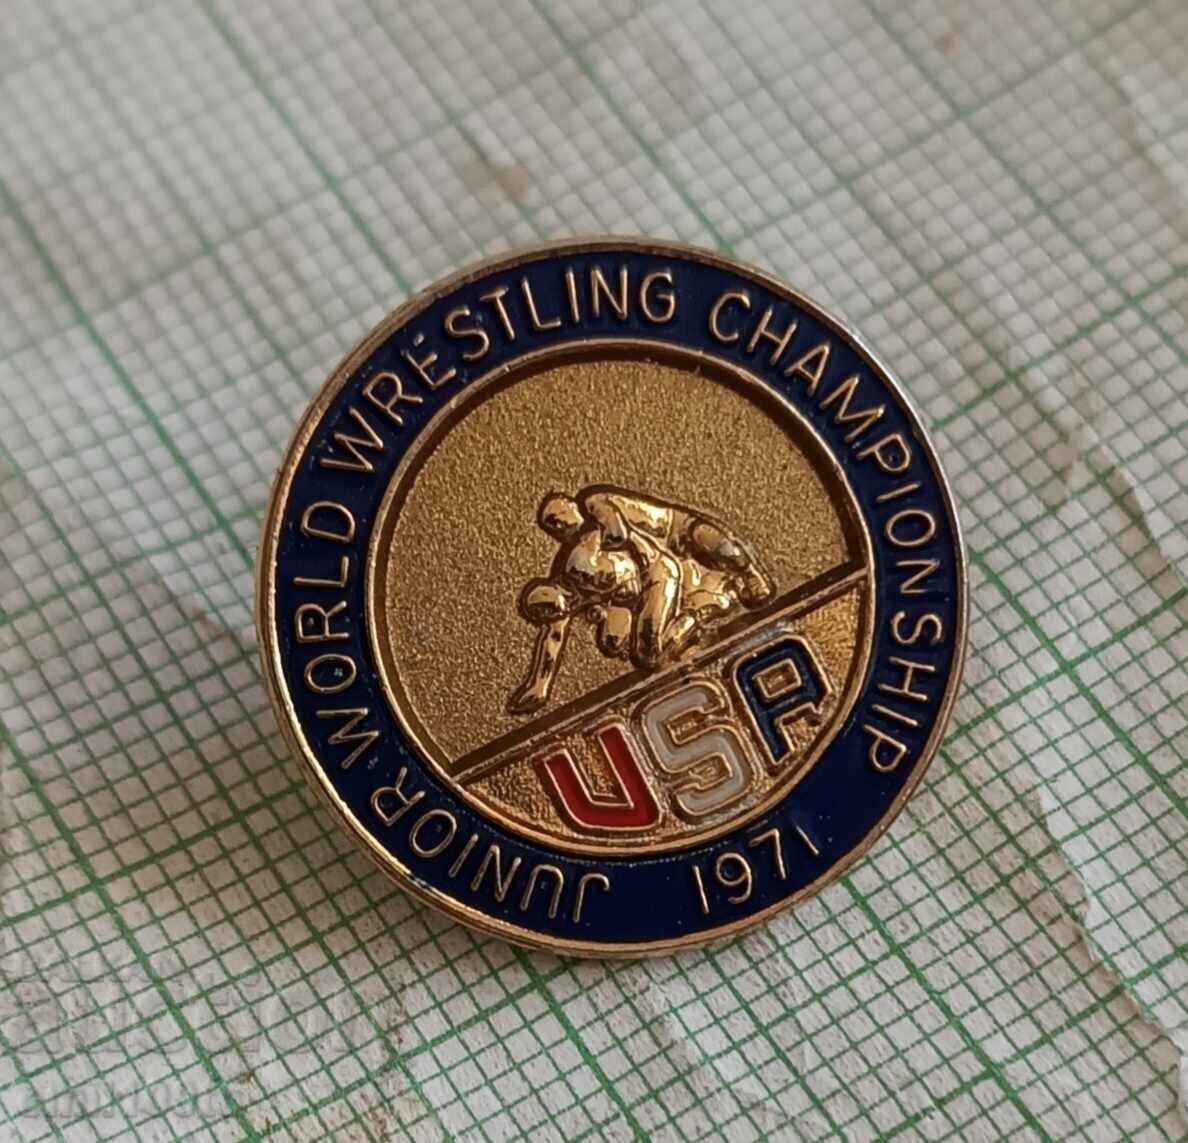 JUNIOR WORLD WRESTLING CHAMPIONSHIP
USA
1971